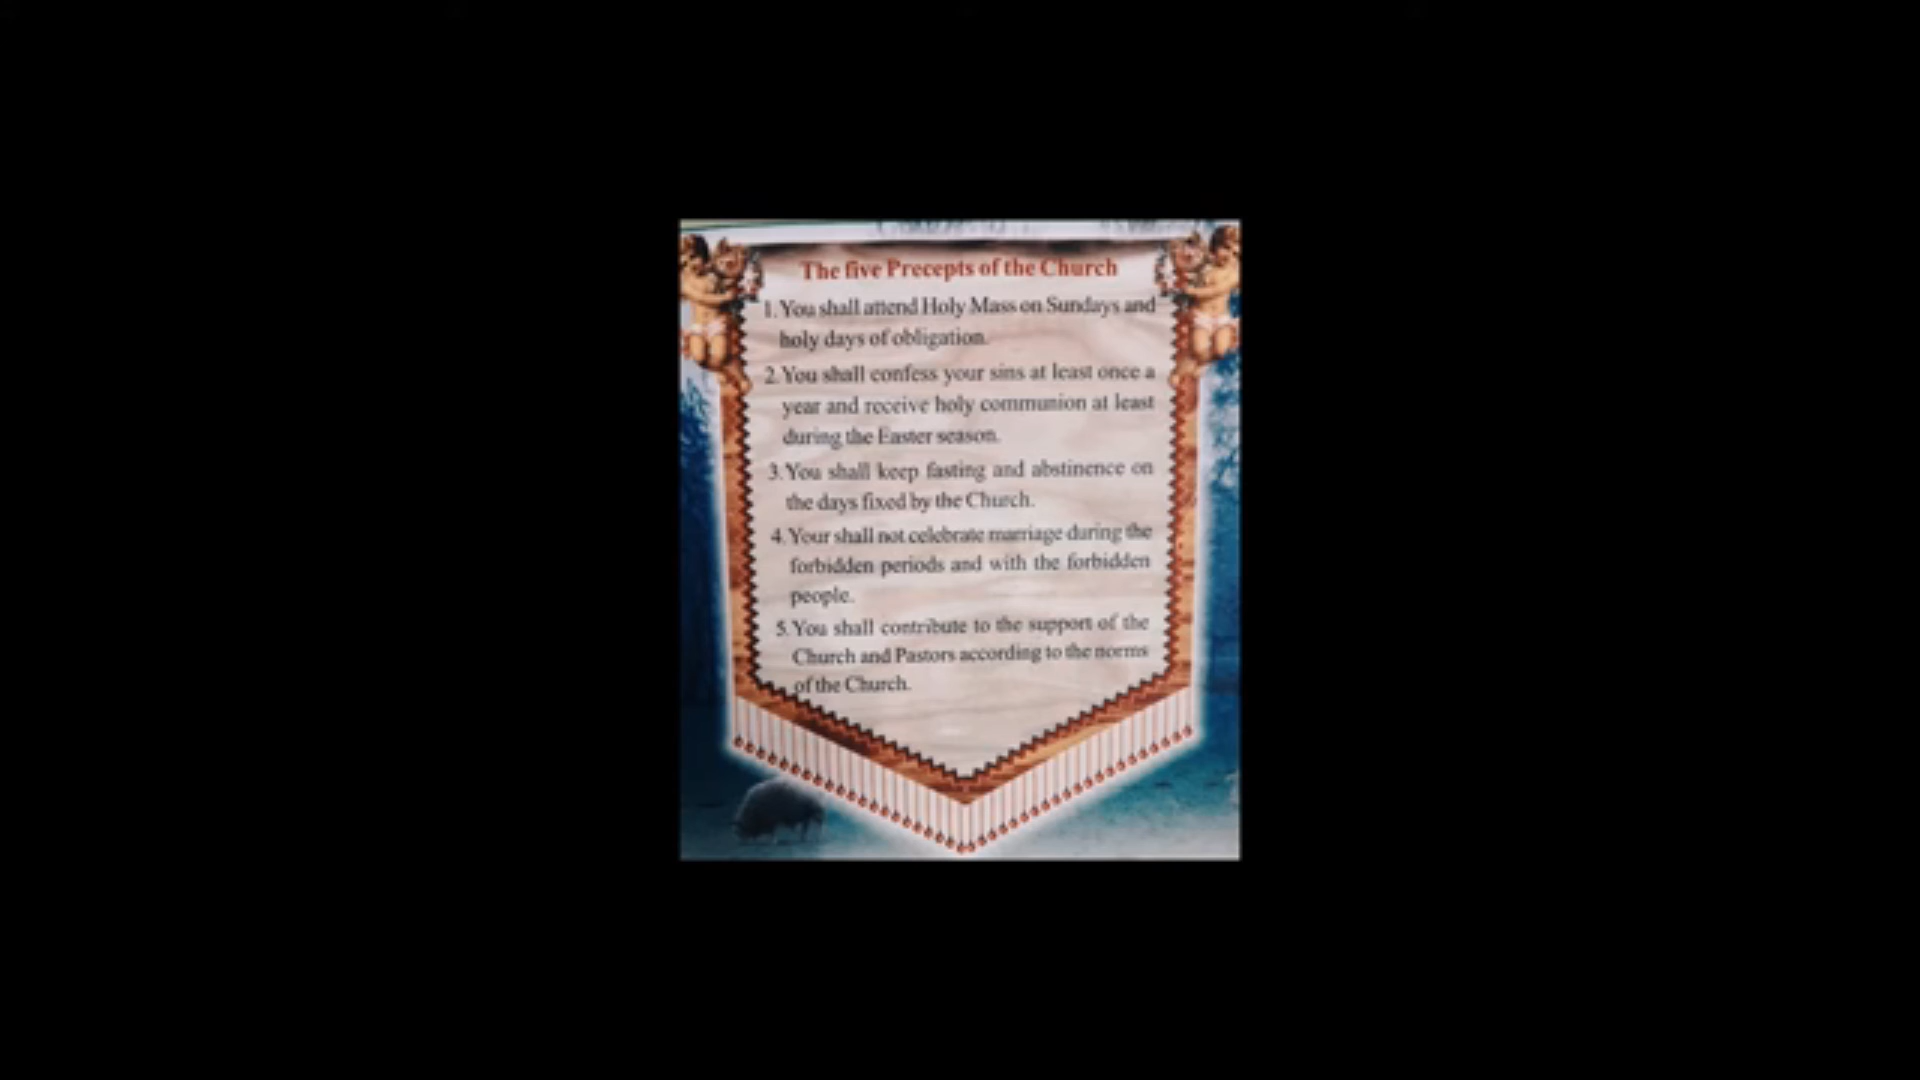 The five Precepts of the Church
1. You shall attend Holy Mass on Sundays and
holy days of obligation.
2. You shall confess your sins at least once a
year and receive holy communion at least
during the Easter season.
3. You shall keep fasting and abstinence on
the days fixed by the Church.
4. Your shall not celebrate marriage during the
forbidden periods and with the forbidden
people.
5. You shall contribute to the support of the
Church and Pastors according to the norms
of the Church.